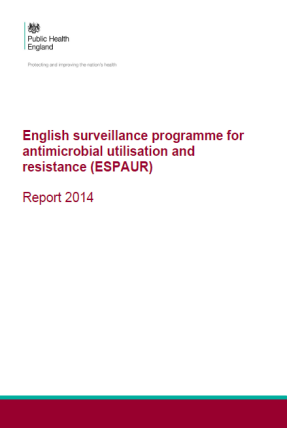 Public Health
England
Protecting and improving the nation's health
English surveillance programme for
antimicrobial utilisation and
resistance (ESPAUR)
Report 2014